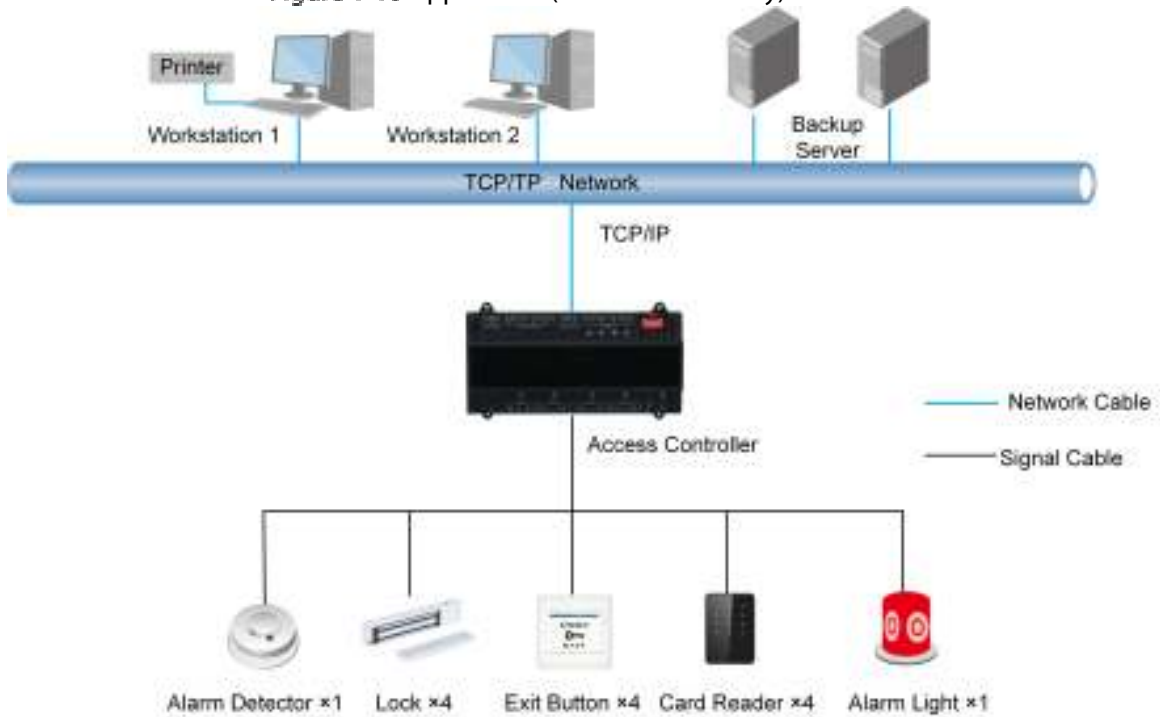 Printer
Workstation 1
Workstation 2
Backup
Server
TCP/TP Network
TCP/IP
Access Controller
Network Cable
Signal Cable
Alarm Detector ×1
Lock ×4
Exit Button ×4
Card Reader ×4
Alarm Light ×1